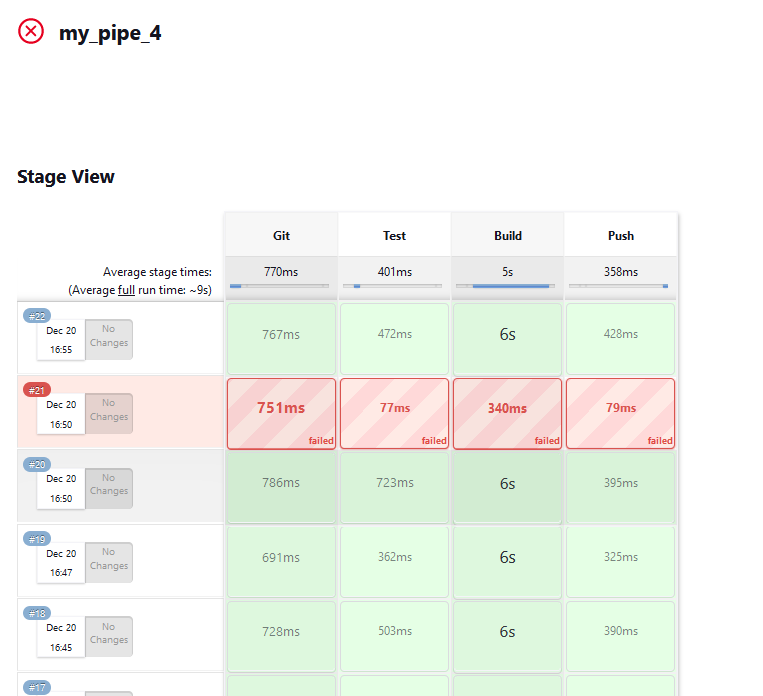 my_pipe_4
Stage View
Git Test Build Push
Average stage times: 770ms 401ms 5s 358ms
(Average full run time: ~9s)
#22
Dec 20 16:55 No Changes 767ms 472ms 6s 428ms
#21
Dec 20 16:50 No Changes 751ms 77ms 340ms 79ms
failed failed failed failed
#20
Dec 20 16:50 No Changes 786ms 723ms 6s 395ms
#19
Dec 20 16:47 No Changes 691ms 362ms 6s 325ms
#18
Dec 20 16:45 No Changes 728ms 503ms 6s 390ms
#17